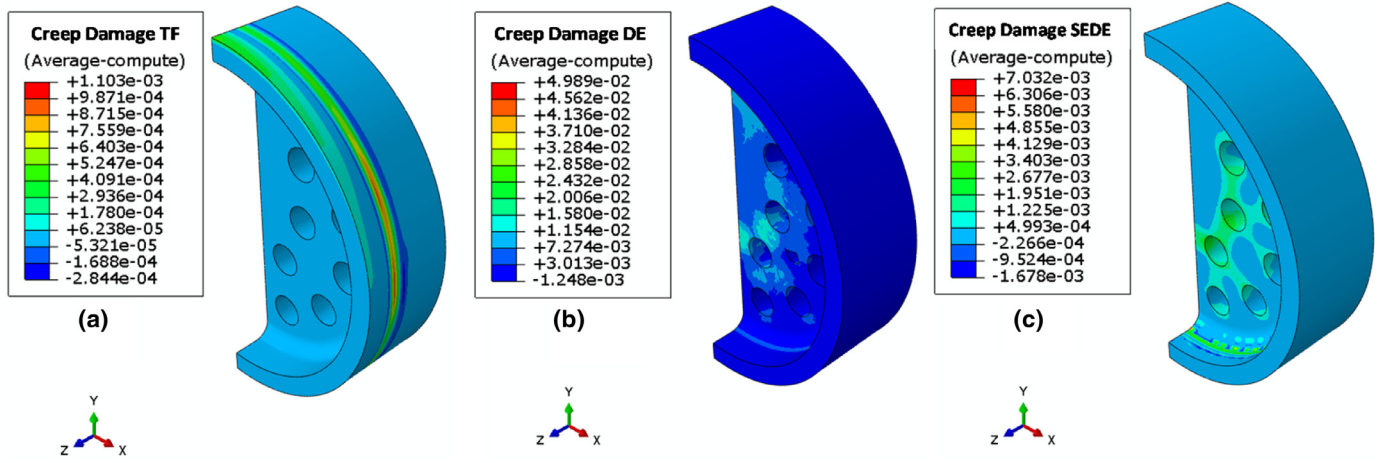 Creep Damage TF
(Average-compute)
+1.103e-03
+9.871e-04
+8.715e-04
+7.559e-04
+6.403e-04
+5.247e-04
+4.091e-04
+2.936e-04
+1.780e-04
+6.238e-05
-5.321e-05
-1.688e-04
-2.844e-04
(a)
Y
Z
X
Creep Damage DE
(Average-compute)
+4.989e-02
+4.562e-02
+4.136e-02
+3.710e-02
+3.284e-02
+2.858e-02
+2.432e-02
+2.006e-02
+1.580e-02
+1.154e-02
+7.274e-03
+3.013e-03
-1.248e-03
(b)
Y
Z
X
Creep Damage SEDE
(Average-compute)
+7.032e-03
+6.306e-03
+5.580e-03
+4.855e-03
+4.129e-03
+3.403e-03
+2.677e-03
+1.951e-03
+1.225e-03
+4.993e-04
-2.266e-04
-9.524e-04
-1.678e-03
(c)
Y
Z
X